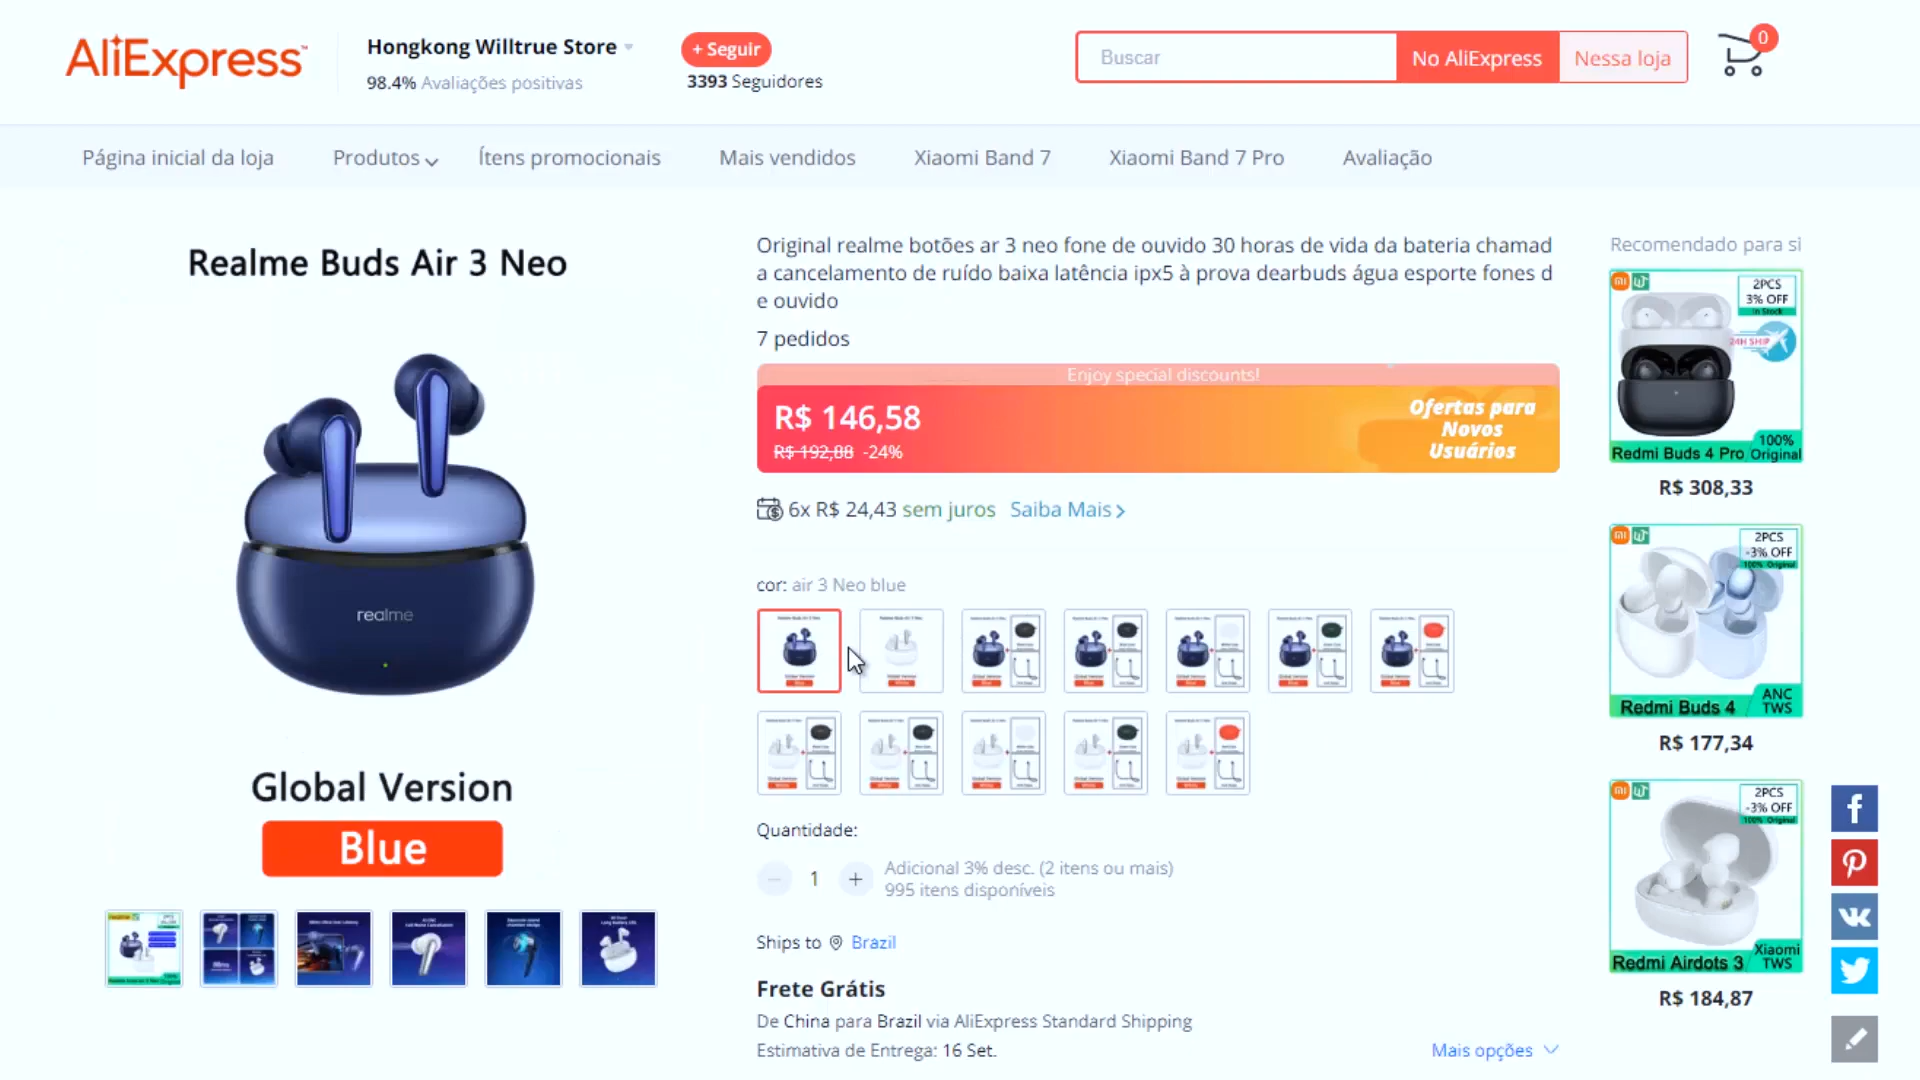 AliExpress
Hongkong Willtrue Store
98.4% Avaliações positivas
+ Seguir
3393 Seguidores
Buscar
No AliExpress
Nessa loja
0
Página inicial da loja
Produtos
Ítens promocionais
Mais vendidos
Xiaomi Band 7
Xiaomi Band 7 Pro
Avaliação
Realme Buds Air 3 Neo
realme
Global Version
Blue
Original realme botões ar 3 neo fone de ouvido 30 horas de vida da bateria chamad
a cancelamento de ruído baixa latência ipx5 à prova dearbuds água esporte fones d
e ouvido
7 pedidos
Enjoy special discounts!
R$ 146,58
R$ 192,88 -24%
Ofertas para
Novos
Usuários
6x R$ 24,43 sem juros Saiba Mais
cor: air 3 Neo blue
Quantidade:
1
Adicional 3% desc. (2 itens ou mais)
995 itens disponíveis
Ships to Brazil
Frete Grátis
De China para Brazil via AliExpress Standard Shipping
Estimativa de Entrega: 16 Set.
Mais opções
Recomendado para si
2PCS
3% OFF
In Stock
24H SHIP
Redmi Buds 4 Pro
100%
Original
R$ 308,33
2PCS
-3% OFF
100% Original
Redmi Buds 4
ANC
TWS
R$ 177,34
2PCS
-3% OFF
100% Original
Redmi Airdots 3
Xiaomi
TWS
R$ 184,87